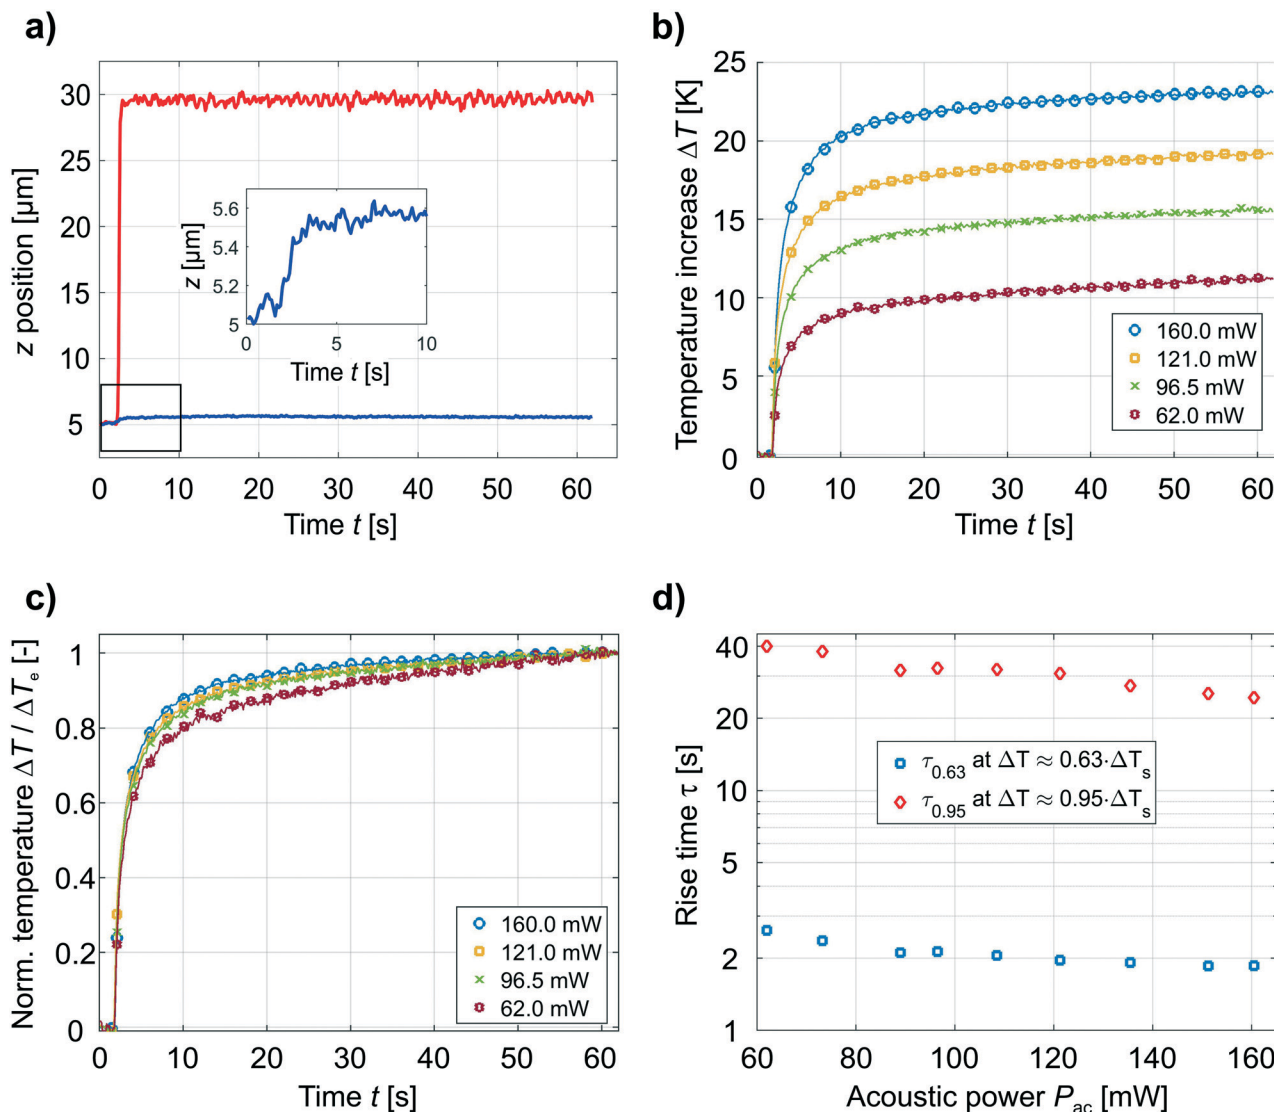 a)
z position [µm]
30
25
20
15
10
5
0
10
20
30
40
50
60
Time t [s]
z [µm]
5.6
5.4
5.2
5
0
5
10
Time t [s]
b)
Temperature increase ΔT [K]
25
20
15
10
5
0
0
10
20
30
40
50
60
Time t [s]
160.0 mW
121.0 mW
96.5 mW
62.0 mW
c)
Norm. temperature ΔT / ΔTe [-]
1
0.8
0.6
0.4
0.2
0
0
10
20
30
40
50
60
Time t [s]
160.0 mW
121.0 mW
96.5 mW
62.0 mW
d)
Rise time τ [s]
40
20
10
5
2
1
60
80
100
120
140
160
Acoustic power Pac [mW]
τ0.63 at ΔT ≈ 0.63·ΔTs
τ0.95 at ΔT ≈ 0.95·ΔTs